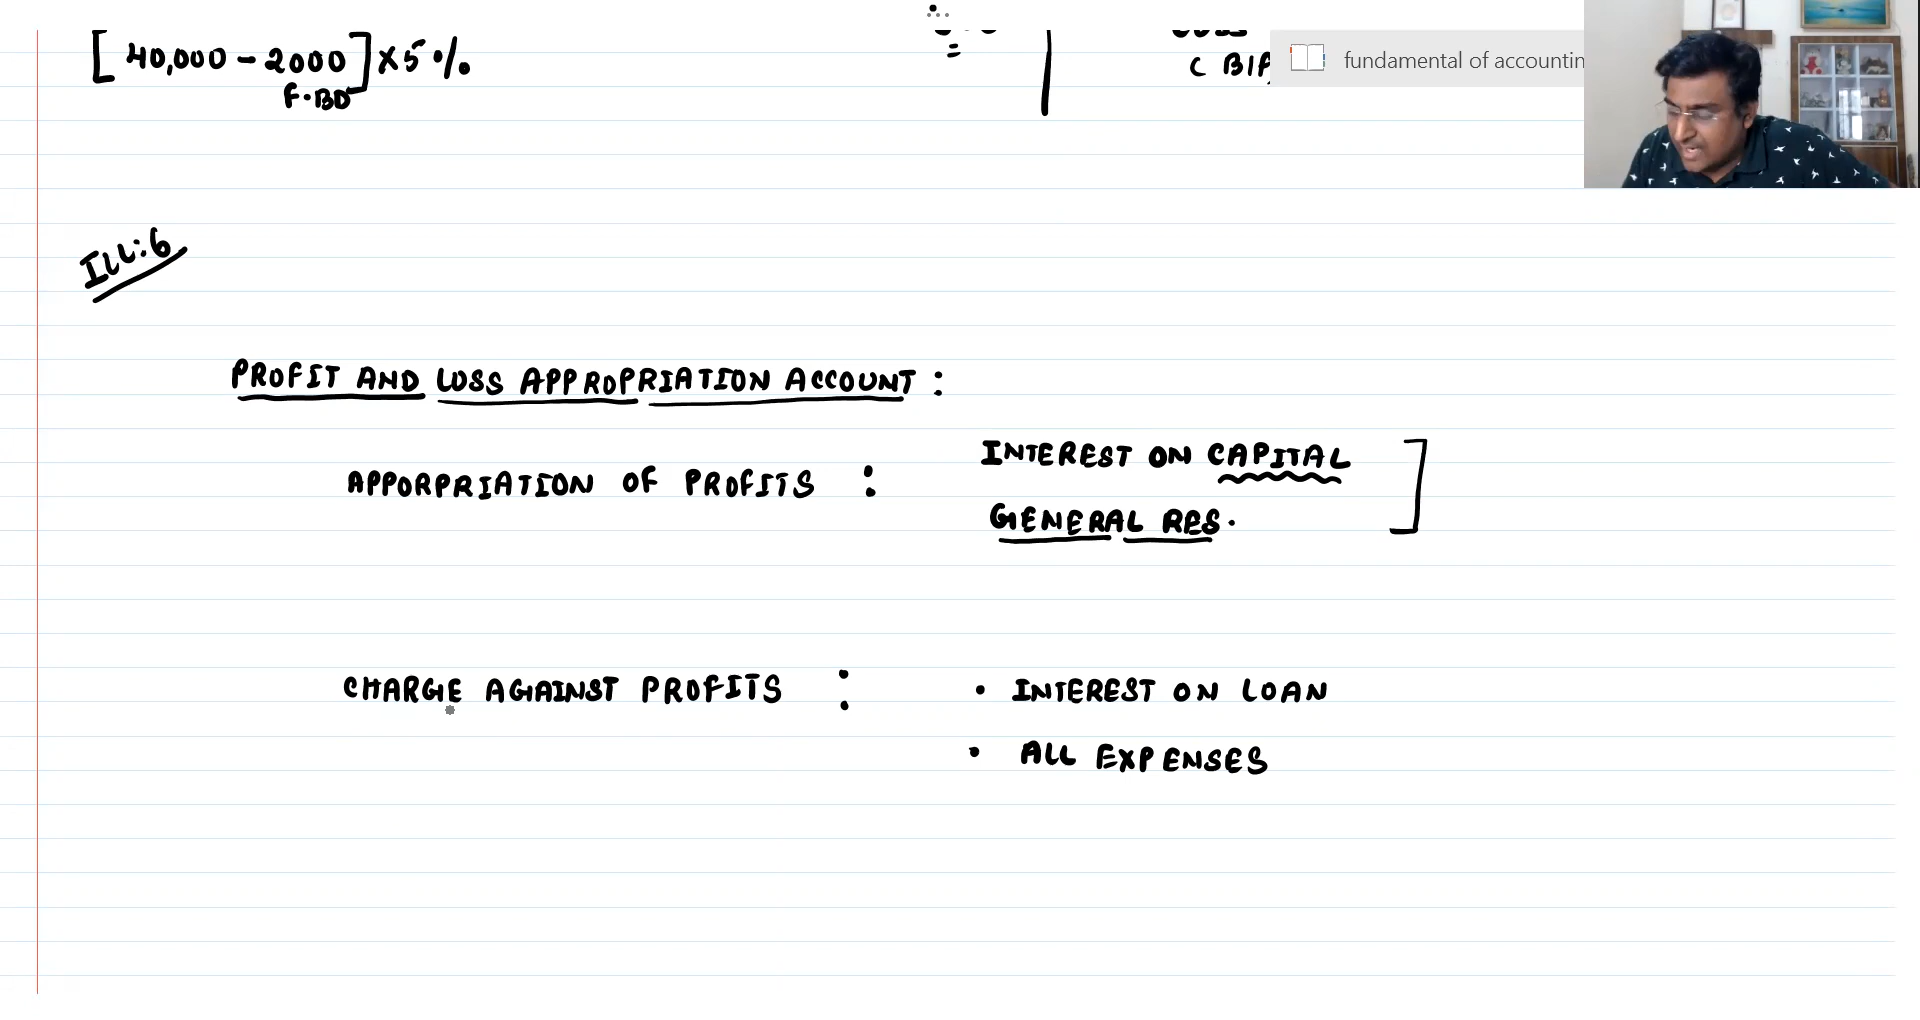 [40,000 - 2000] x 5%
F.BD
C BIF
fundamental of accountin
ILL:6
PROFIT AND LOSS APPROPRIATION ACCOUNT :
APPORPRIATION OF PROFITS :
INTEREST ON CAPITAL
GENERAL RES.
CHARGE AGAINST PROFITS :
• INTEREST ON LOAN
• ALL EXPENSES